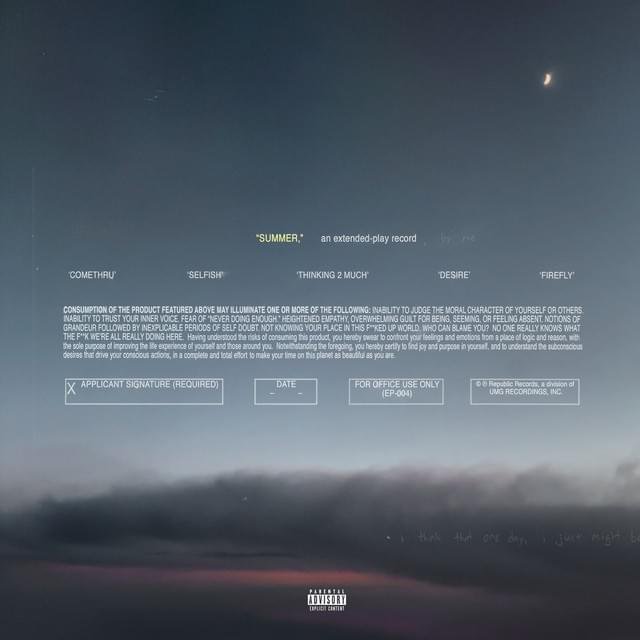 "SUMMER," an extended-play record by me
'COMETHRU' 'SELFISH' 'THINKING 2 MUCH' 'DESIRE' 'FIREFLY'
CONSUMPTION OF THE PRODUCT FEATURED ABOVE MAY ILLUMINATE ONE OR MORE OF THE FOLLOWING: INABILITY TO JUDGE THE MORAL CHARACTER OF YOURSELF OR OTHERS.
INABILITY TO TRUST YOUR INNER VOICE. FEAR OF "NEVER DOING ENOUGH." HEIGHTENED EMPATHY, OVERWHELMING GUILT FOR BEING, SEEMING, OR FEELING ABSENT. NOTIONS OF
GRANDEUR FOLLOWED BY INEXPLICABLE PERIODS OF SELF DOUBT. NOT KNOWING YOUR PLACE IN THIS F**KED UP WORLD, WHO CAN BLAME YOU? NO ONE REALLY KNOWS WHAT
THE F**K WE'RE ALL REALLY DOING HERE. Having understood the risks of consuming this product, you hereby swear to confront your feelings and emotions from a place of logic and reason, with
the sole purpose of improving the life experience of yourself and those around you. Notwithstanding the foregoing, you hereby certify to find joy and purpose in yourself, and to understand the subconscious
desires that drive your conscious actions, in a complete and total effort to make your time on this planet as beautiful as you are.
X APPLICANT SIGNATURE (REQUIRED)
DATE
– –
FOR OFFICE USE ONLY
(EP-004)
© ℗ Republic Records, a division of
UMG RECORDINGS, INC.
i think that one day, i just might be
PARENTAL
ADVISORY
EXPLICIT CONTENT